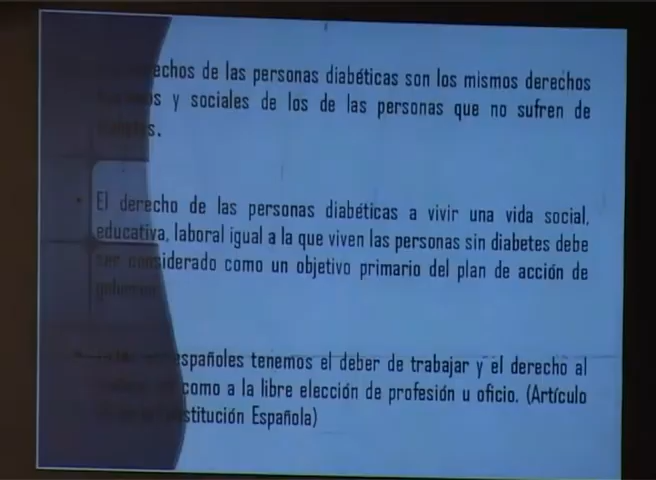 echos de las personas diabéticas son los mismos derechos
y sociales de los de las personas que no sufren de
El derecho de las personas diabéticas a vivir una vida social,
educativa, laboral igual a la que viven las personas sin diabetes debe
ser considerado como un objetivo primario del plan de acción de
españoles tenemos el deber de trabajar y el derecho al
como a la libre elección de profesión u oficio. (Artículo
stitución Española)